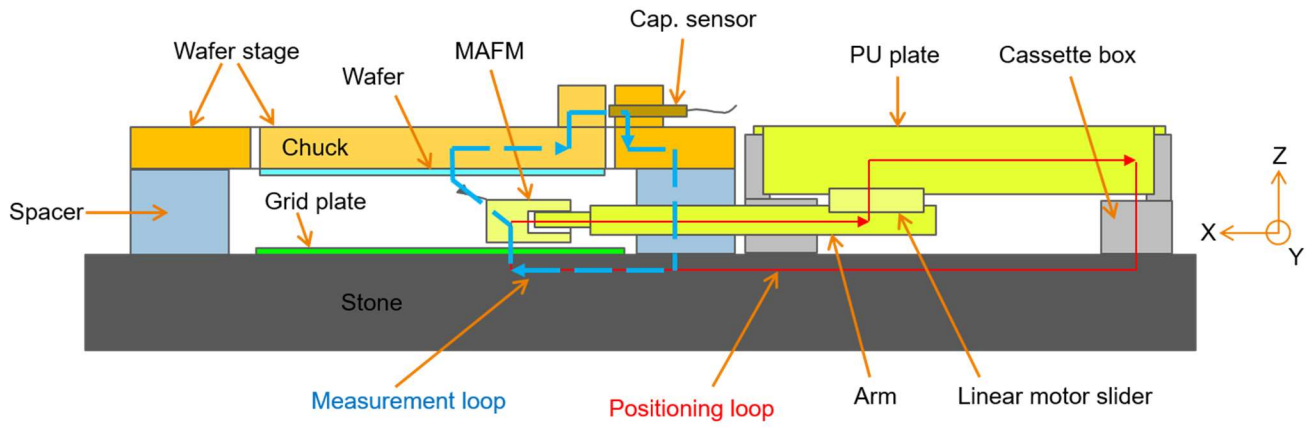 Cap. sensor
Wafer stage
MAFM
PU plate
Cassette box
Wafer
Chuck
Grid plate
Spacer
Z
X
Y
Stone
Measurement loop
Positioning loop
Arm
Linear motor slider